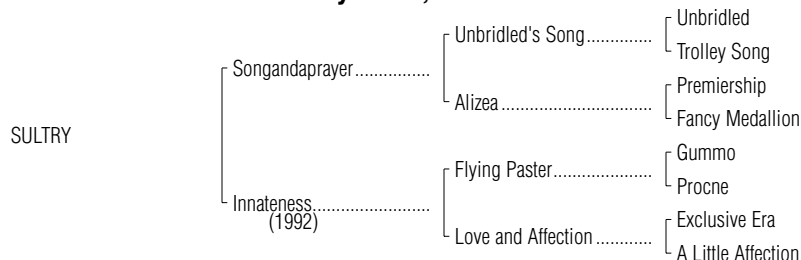 Unbridled
Unbridled's Song................
Trolley Song
Songandaprayer................
Premiership
Alizea.....................................
Fancy Medallion
SULTRY
Gummo
Flying Paster........................
Procne
Innateness............................
(1992)
Exclusive Era
Love and Affection.............
A Little Affection